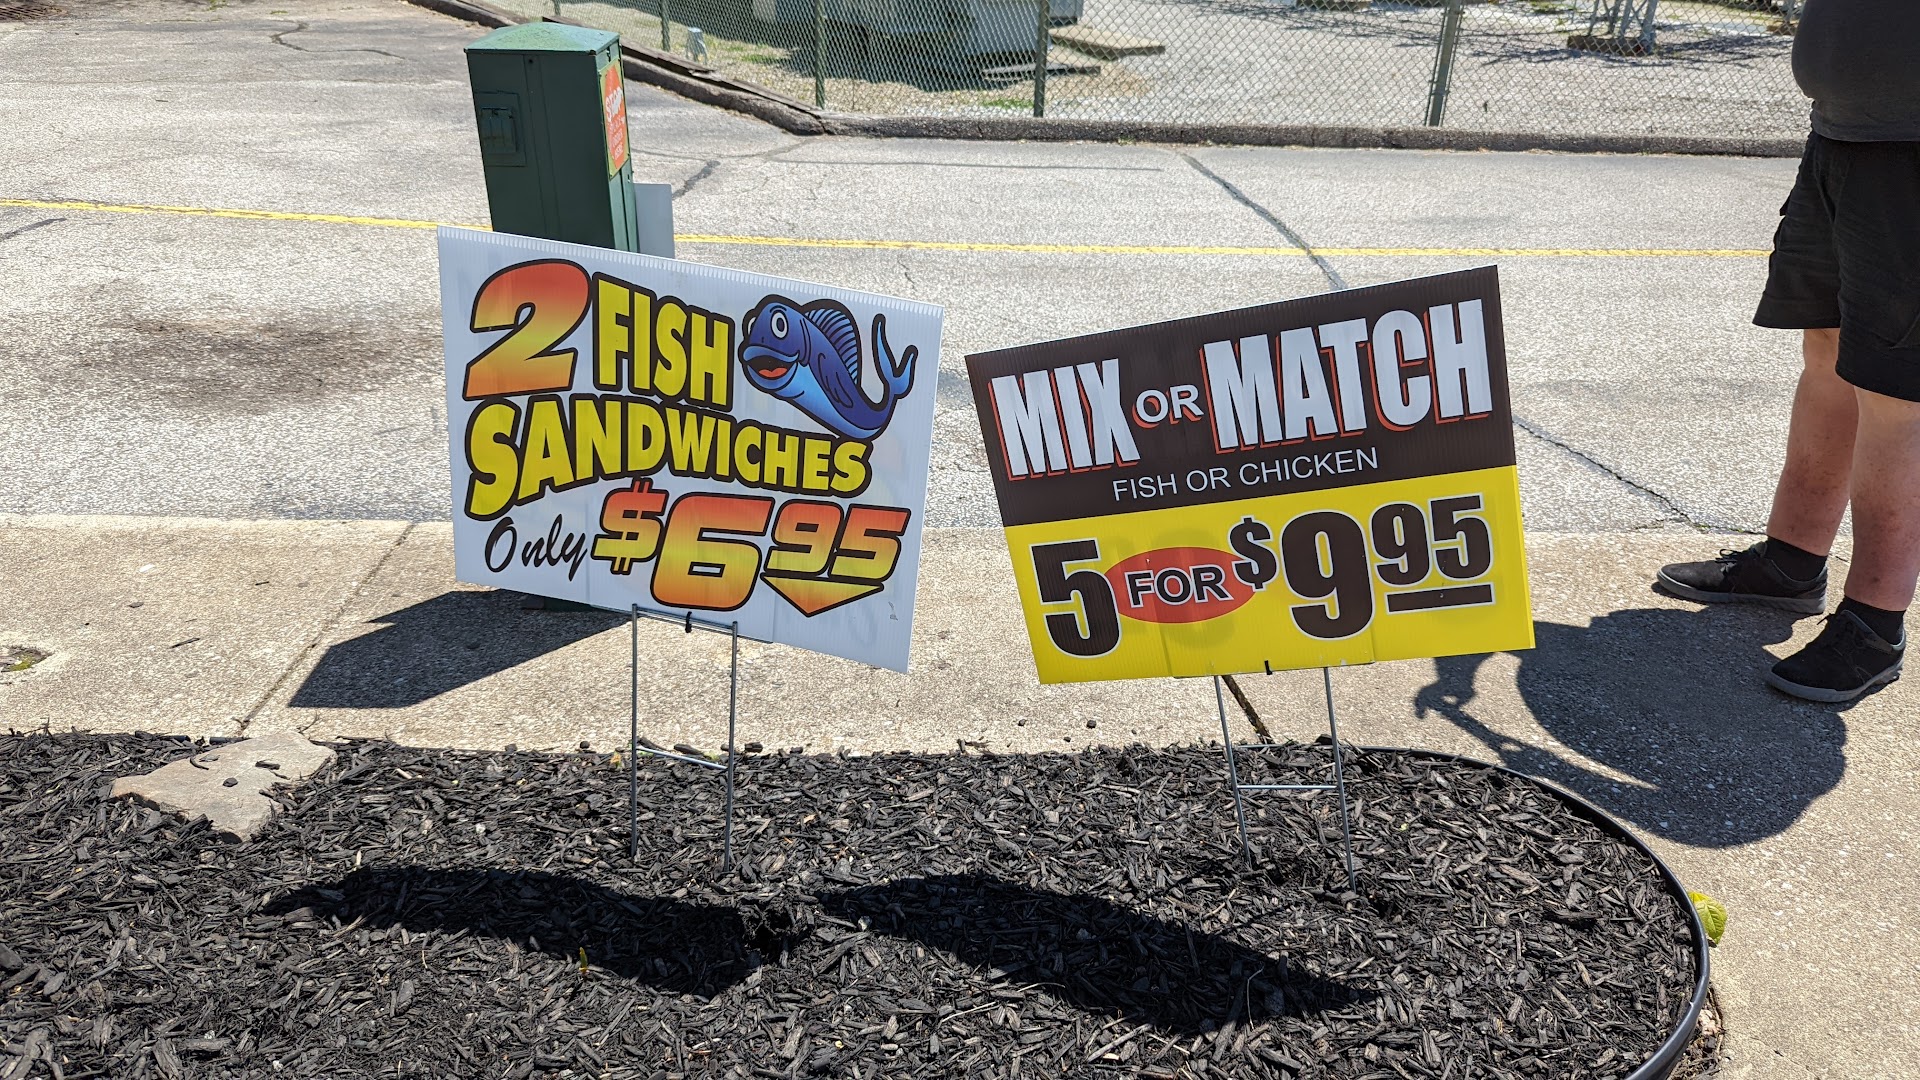 2 FISH
SANDWICHES
Only $6.95
MIX OR MATCH
FISH OR CHICKEN
5 FOR $9.95